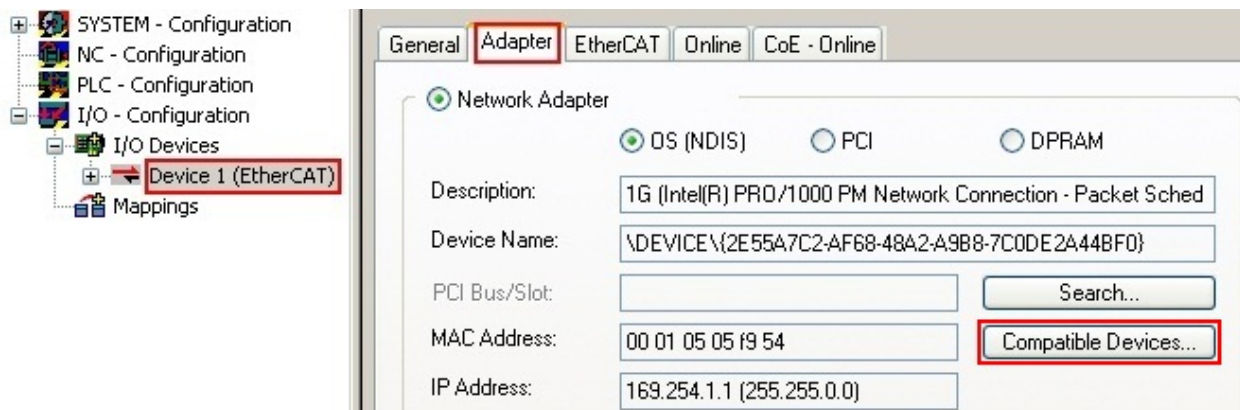 SYSTEM - Configuration
NC - Configuration
PLC - Configuration
I/O - Configuration
I/O Devices
Device 1 (EtherCAT)
Mappings
General Adapter EtherCAT Online CoE - Online
Network Adapter
OS (NDIS) PCI DPRAM
Description: 1G (Intel(R) PRO/1000 PM Network Connection - Packet Sched
Device Name: \DEVICE\{2E55A7C2-AF68-48A2-A9B8-7C0DE2A44BF0}
PCI Bus/Slot: Search...
MAC Address: 00 01 05 05 f9 54 Compatible Devices...
IP Address: 169.254.1.1 (255.255.0.0)